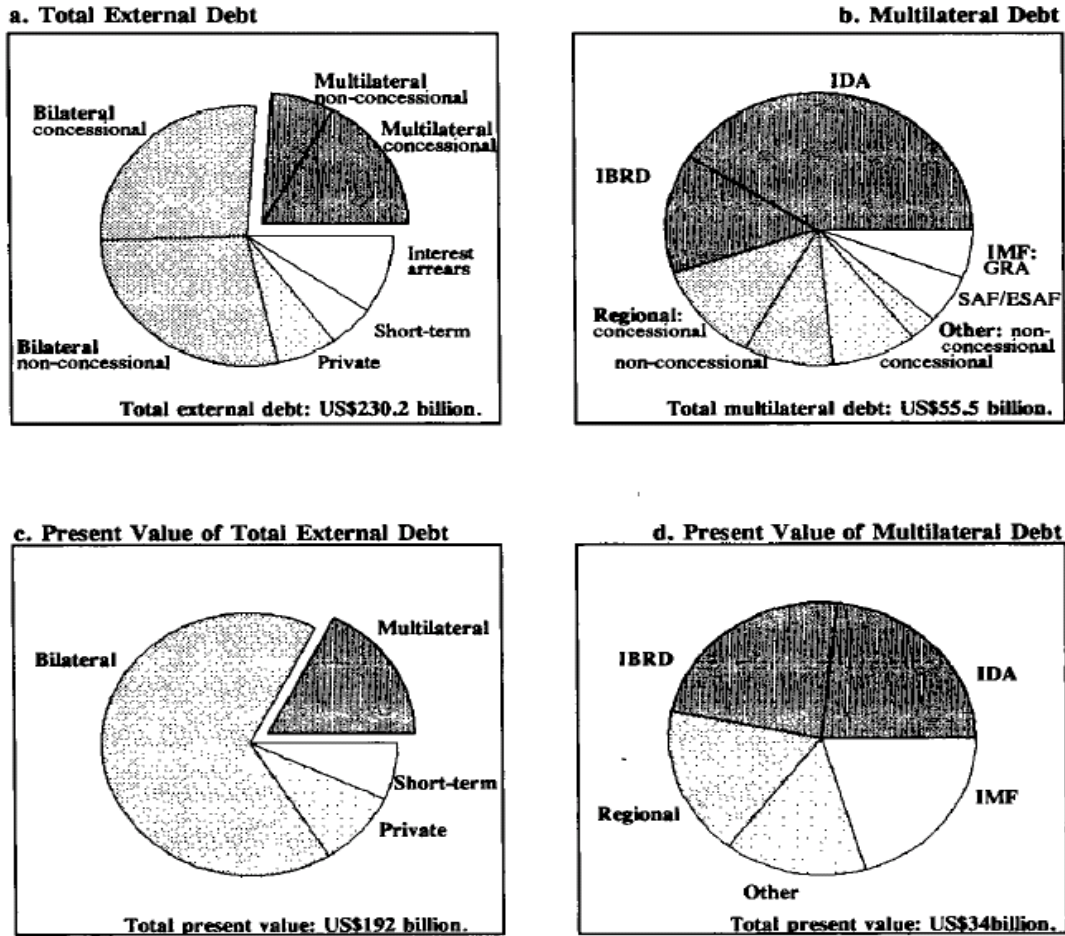 a. Total External Debt
Multilateral
non-concessional
Bilateral
concessional
Multilateral
concessional
Interest
arrears
Short-term
Private
Bilateral
non-concessional
Total external debt: US$230.2 billion.
b. Multilateral Debt
IDA
IBRD
IMF:
GRA
SAF/ESAF
Regional:
concessional
Other: non-
concessional
non-concessional
concessional
Total multilateral debt: US$55.5 billion.
c. Present Value of Total External Debt
Multilateral
Bilateral
Short-term
Private
Total present value: US$192 billion.
d. Present Value of Multilateral Debt
IBRD
IDA
IMF
Regional
Other
Total present value: US$34billion.